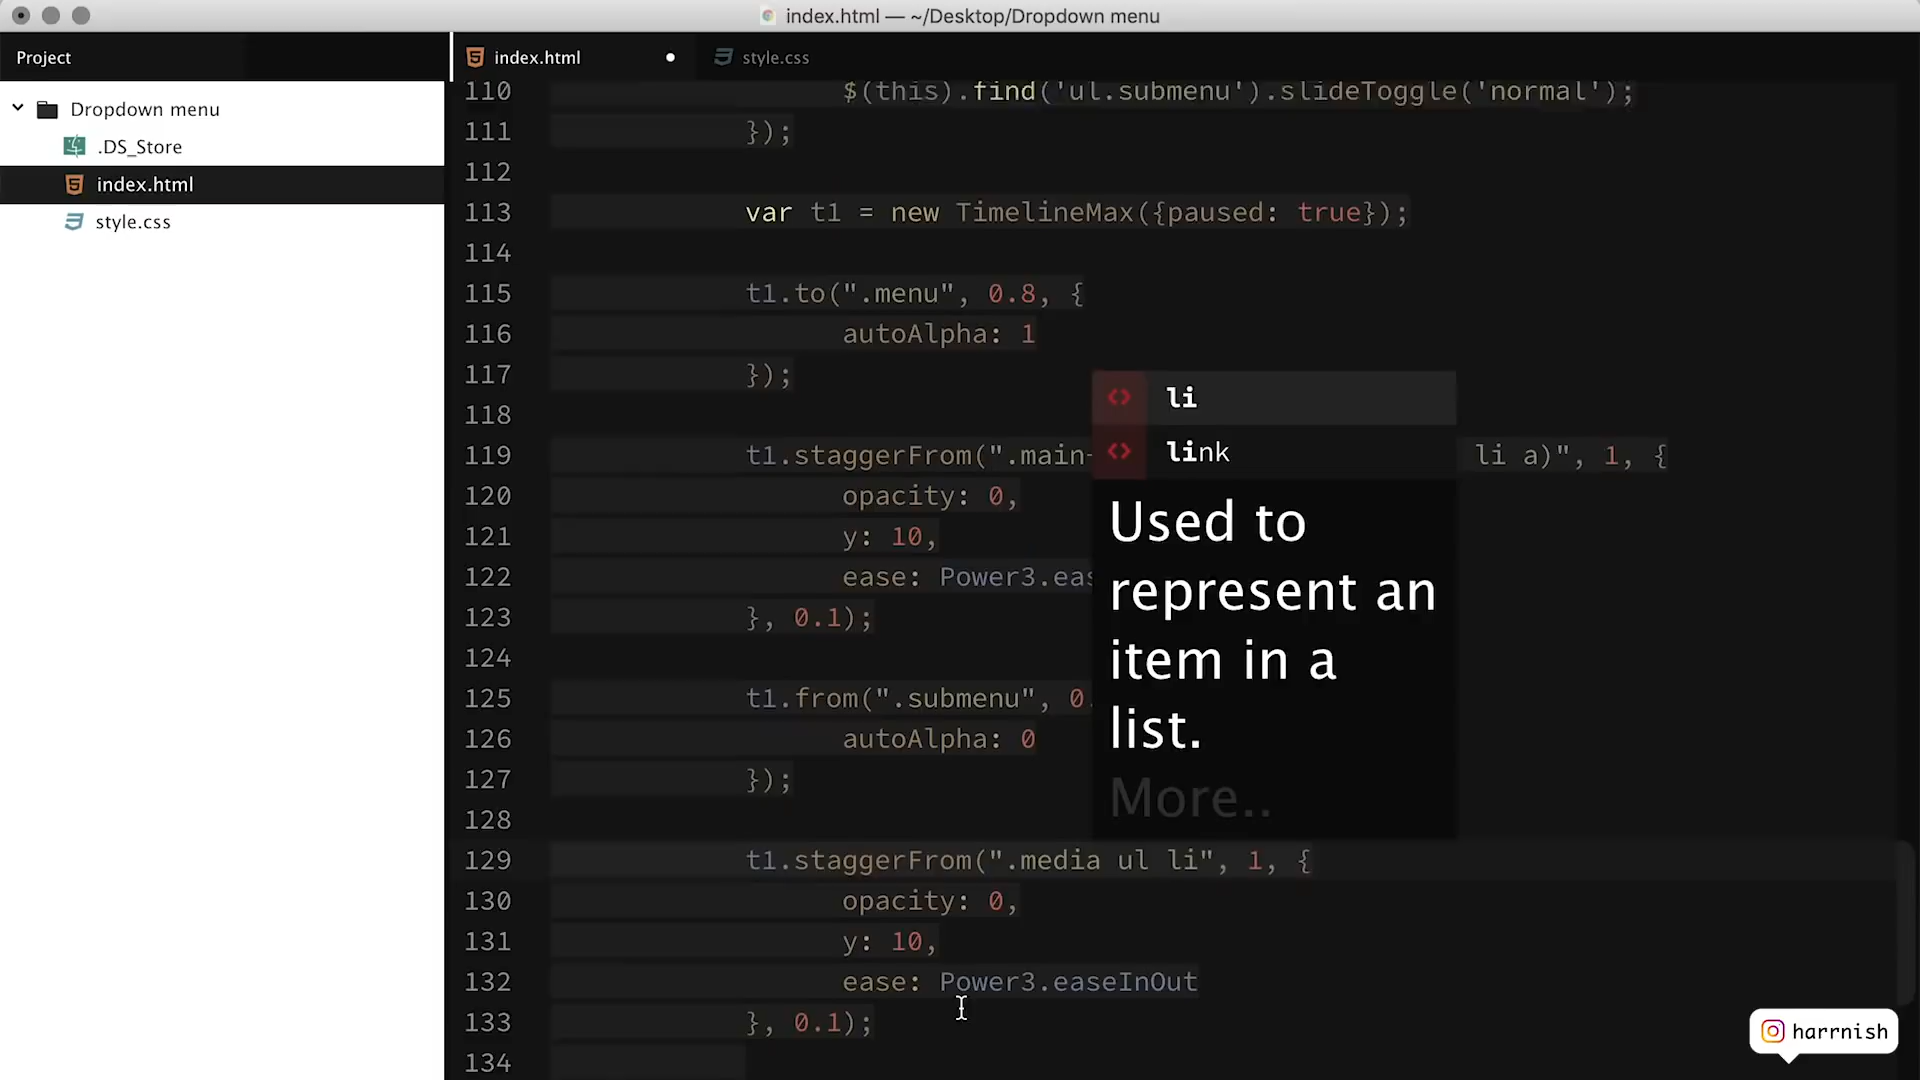 index.html — ~/Desktop/Dropdown menu
Project
index.html
style.css
Dropdown menu
.DS_Store
index.html
style.css
110 $(this).find('ul.submenu').slideToggle('normal');
111 });
112
113 var t1 = new TimelineMax({paused: true});
114
115 t1.to(".menu", 0.8, {
116 autoAlpha: 1
117 });
118
119 t1.staggerFrom(".main- li a)", 1, {
120 opacity: 0,
121 y: 10,
122 ease: Power3.eas
123 }, 0.1);
124
125 t1.from(".submenu", 0
126 autoAlpha: 0
127 });
128
129 t1.staggerFrom(".media ul li", 1, {
130 opacity: 0,
131 y: 10,
132 ease: Power3.easeInOut
133 }, 0.1);
134
li
link
Used to
represent an
item in a
list.
More..
harrnish